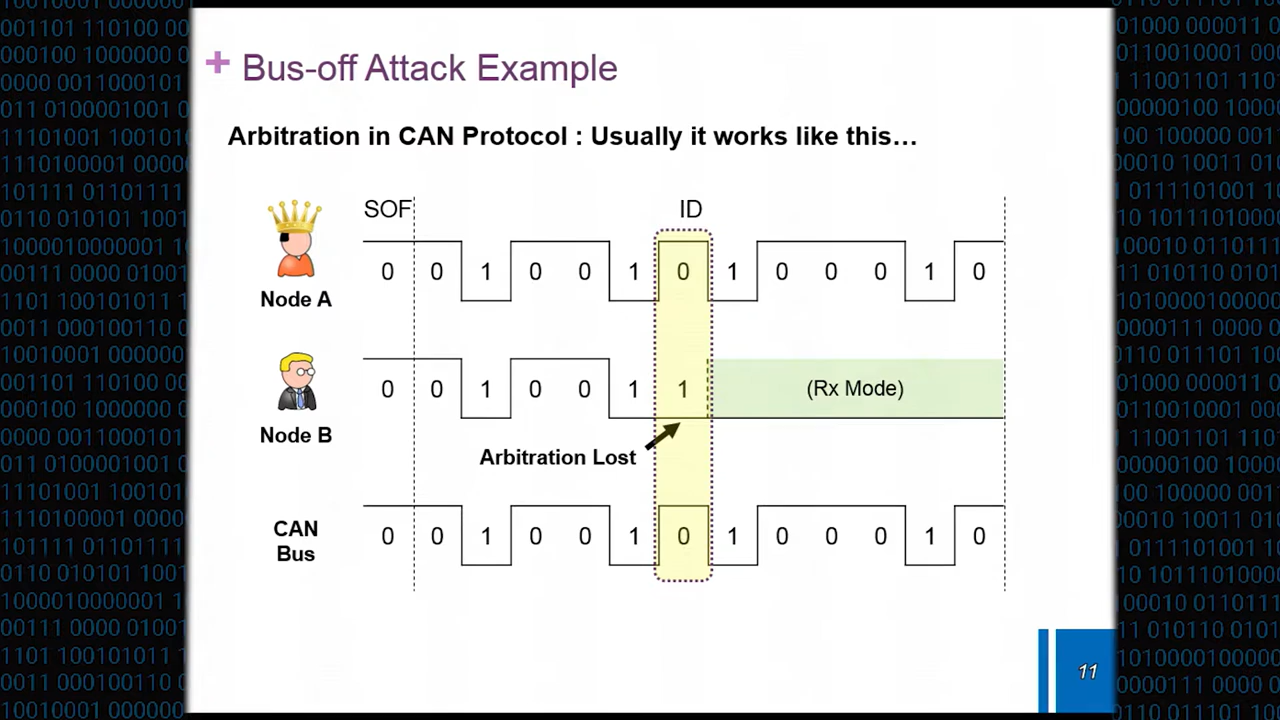 + Bus-off Attack Example
Arbitration in CAN Protocol : Usually it works like this…
SOF ID
0 0 1 0 0 1 0 1 0 0 0 1 0
Node A
0 0 1 0 0 1 1 (Rx Mode)
Node B
Arbitration Lost
0 0 1 0 0 1 0 1 0 0 0 1 0
CAN
Bus
11